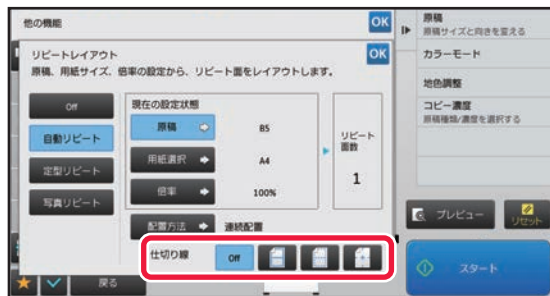 他の機能
OK
リピートレイアウト
OK
原稿、用紙サイズ、倍率の設定から、リピート面をレイアウトします。
Off
自動リピート
定型リピート
写真リピート
現在の設定状態
原稿
B5
用紙選択
A4
倍率
100%
リピート
面数
1
配置方法
連続配置
仕切り線
Off
戻る
原稿
原稿サイズと向きを変える
カラーモード
地色調整
コピー濃度
原稿種類/濃度を選択する
プレビュー
リセット
スタート